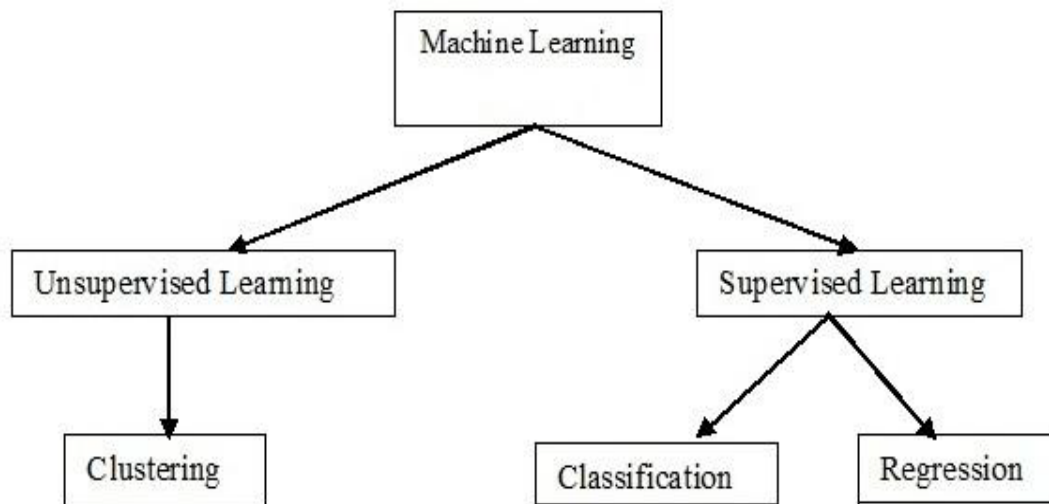 Machine Learning
Unsupervised Learning
Supervised Learning
Clustering
Classification
Regression